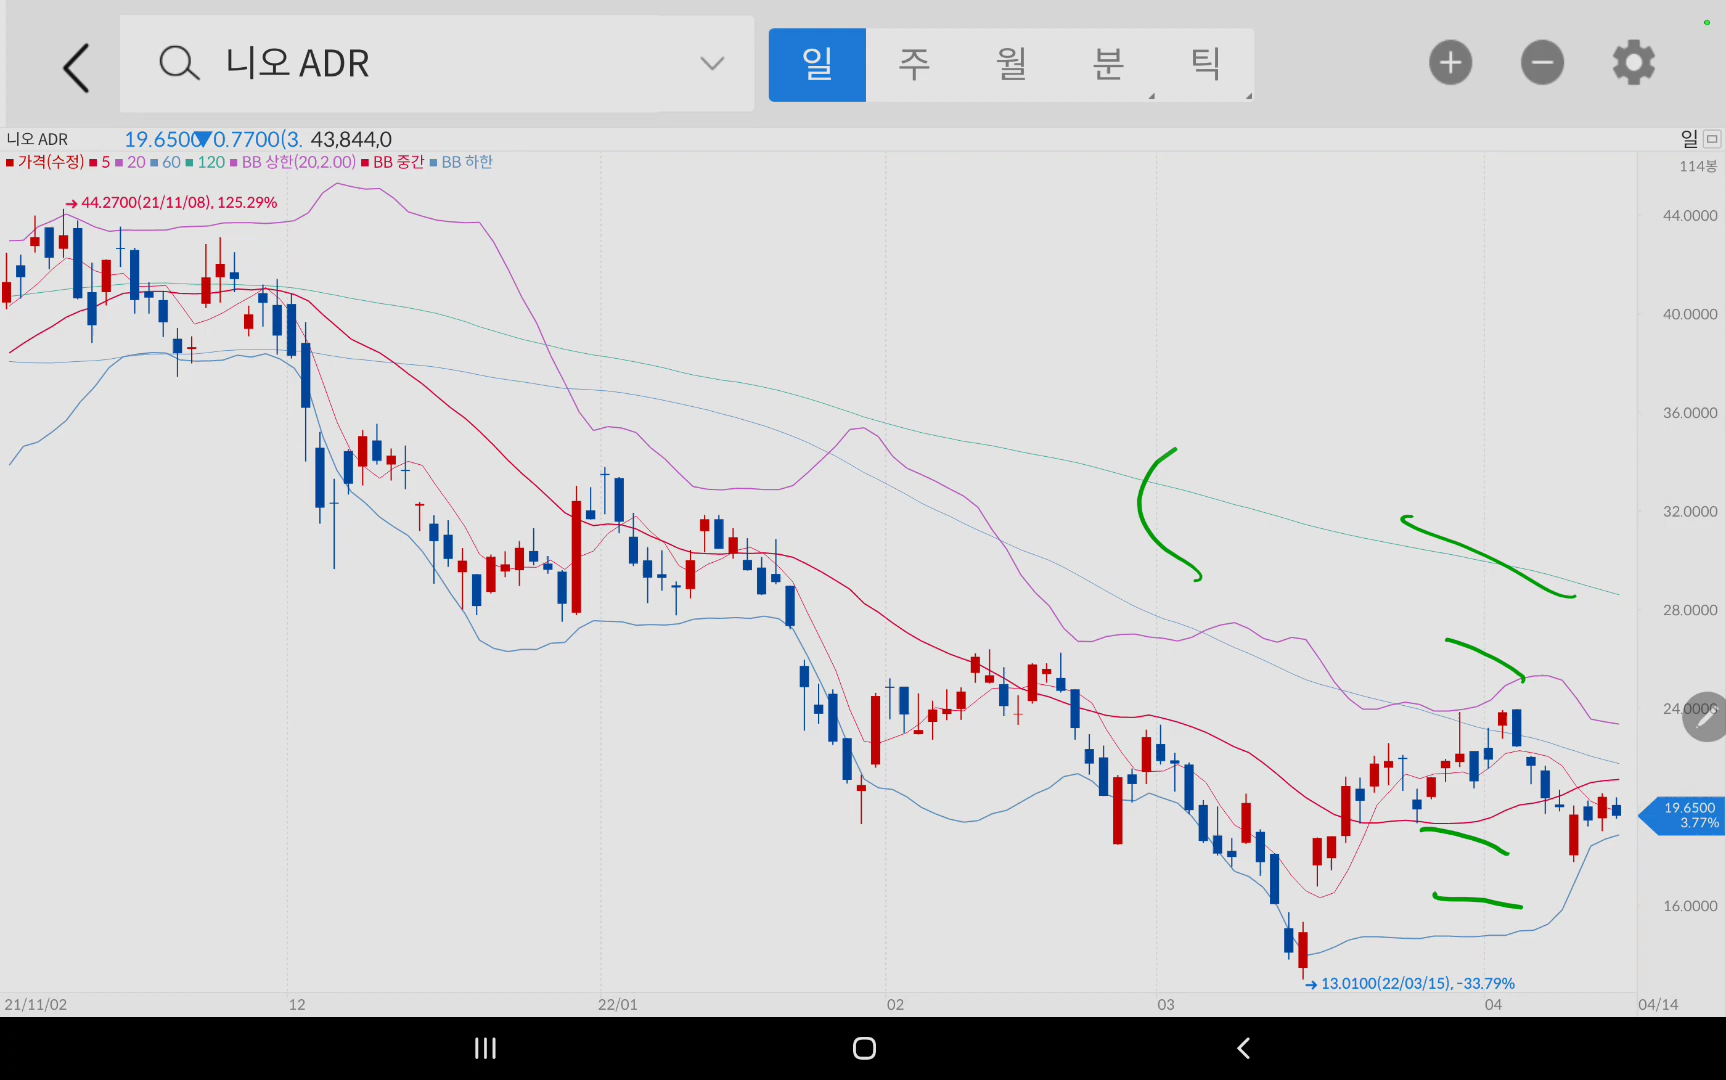 니오 ADR
일 주 월 분 틱
니오 ADR 19.6500▼0.7700(3. 43,844,0 일
■ 가격(수정) ■ 5 ■ 20 ■ 60 ■ 120 ■ BB 상한(20,2.00) ■ BB 중간 ■ BB 하한
114봉
→ 44.2700(21/11/08), 125.29%
44.0000
40.0000
36.0000
32.0000
28.0000
24.0000
19.6500
3.77%
16.0000
→ 13.0100(22/03/15), -33.79%
21/11/02 12 22/01 02 03 04 04/14